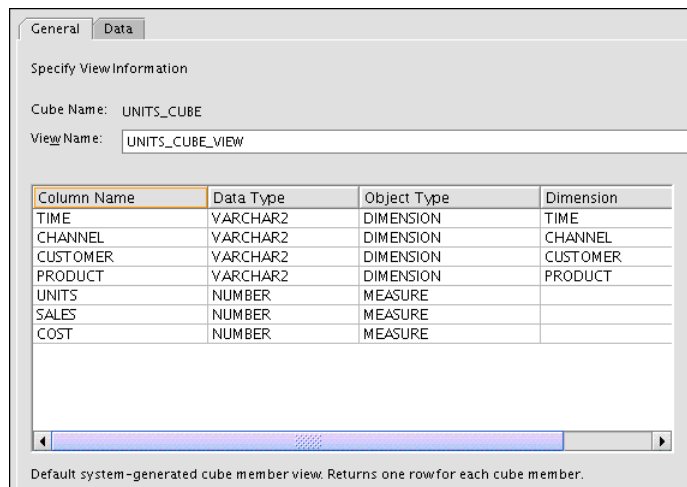 General Data
Specify View Information
Cube Name: UNITS_CUBE
View Name: UNITS_CUBE_VIEW
Column Name Data Type Object Type Dimension
TIME VARCHAR2 DIMENSION TIME
CHANNEL VARCHAR2 DIMENSION CHANNEL
CUSTOMER VARCHAR2 DIMENSION CUSTOMER
PRODUCT VARCHAR2 DIMENSION PRODUCT
UNITS NUMBER MEASURE
SALES NUMBER MEASURE
COST NUMBER MEASURE
Default system-generated cube member view. Returns one row for each cube member.